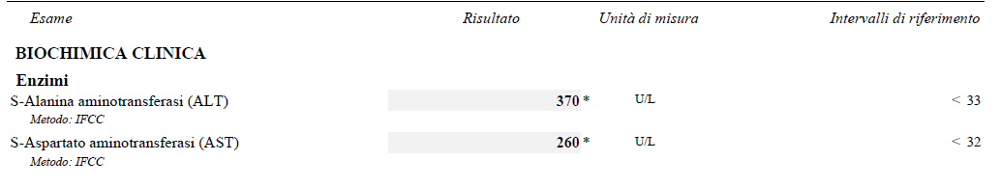 Esame Risultato Unità di misura Intervalli di riferimento
BIOCHIMICA CLINICA
Enzimi
S-Alanina aminotransferasi (ALT) 370 * U/L < 33
Metodo: IFCC
S-Aspartato aminotransferasi (AST) 260 * U/L < 32
Metodo: IFCC